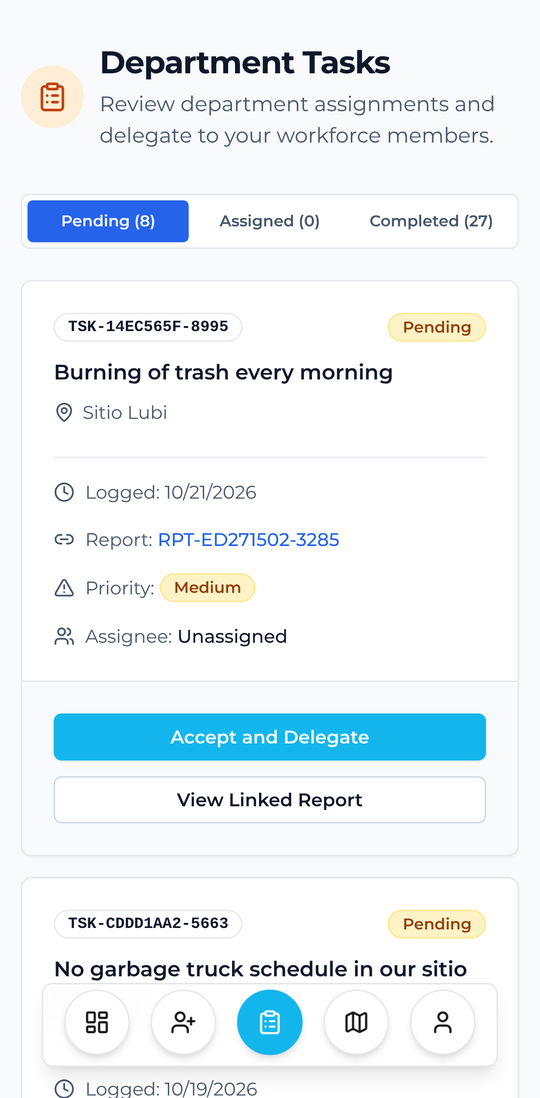 Department Tasks
Review department assignments and
delegate to your workforce members.
Pending (8)
Assigned (0)
Completed (27)
TSK-14EC565F-8995
Pending
Burning of trash every morning
Sitio Lubi
Logged: 10/21/2026
Report: RPT-ED271502-3285
Priority: Medium
Assignee: Unassigned
Accept and Delegate
View Linked Report
TSK-CDDD1AA2-5663
Pending
No garbage truck schedule in our sitio
Logged: 10/19/2026